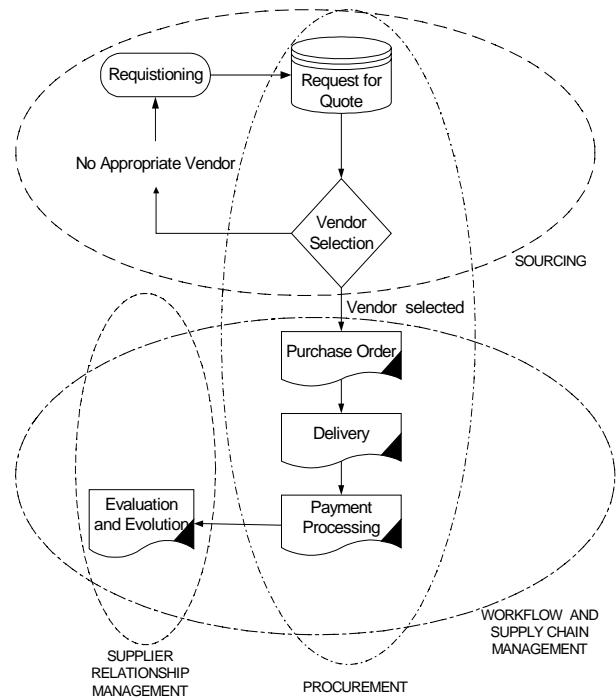 Requistioning
Request for
Quote
No Appropriate Vendor
Vendor
Selection
SOURCING
Vendor selected
Purchase Order
Delivery
Payment
Processing
Evaluation
and Evolution
WORKFLOW AND
SUPPLY CHAIN
MANAGEMENT
SUPPLIER
RELATIONSHIP
MANAGEMENT
PROCUREMENT